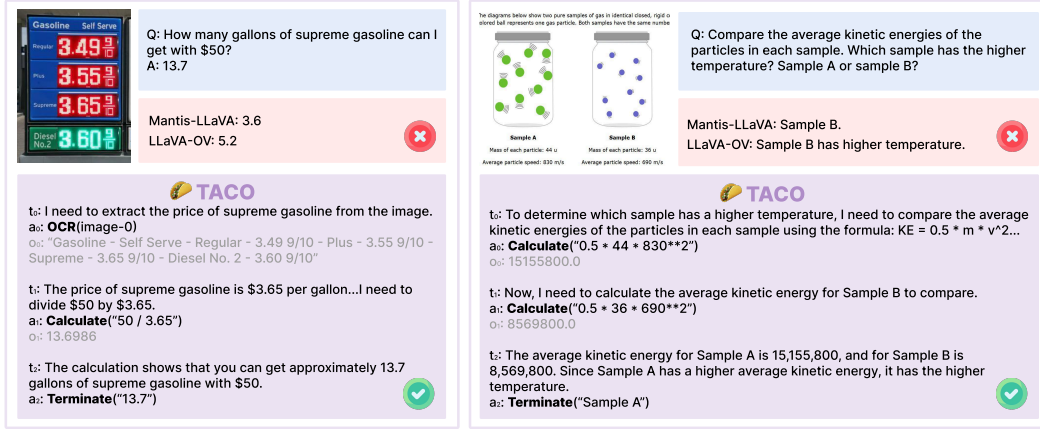 Gasoline Self Serve
Regular 3.49 9/10
Plus 3.55 9/10
Supreme 3.65 9/10
Diesel No.2 3.60 9/10
Q: How many gallons of supreme gasoline can I
get with $50?
A: 13.7
Mantis-LLaVA: 3.6
LLaVA-OV: 5.2
TACO
t₀: I need to extract the price of supreme gasoline from the image.
a₀: OCR(image-0)
o₀: “Gasoline - Self Serve - Regular - 3.49 9/10 - Plus - 3.55 9/10 -
Supreme - 3.65 9/10 - Diesel No. 2 - 3.60 9/10”
t₁: The price of supreme gasoline is $3.65 per gallon...I need to
divide $50 by $3.65.
a₁: Calculate(“50 / 3.65”)
o₁: 13.6986
t₂: The calculation shows that you can get approximately 13.7
gallons of supreme gasoline with $50.
a₂: Terminate(“13.7”)
he diagrams below show two pure samples of gas in identical closed, rigid o
olored ball represents one gas particle. Both samples have the same numbe
Sample A
Mass of each particle: 44 u
Average particle speed: 830 m/s
Sample B
Mass of each particle: 36 u
Average particle speed: 690 m/s
Q: Compare the average kinetic energies of the
particles in each sample. Which sample has the higher
temperature? Sample A or sample B?
Mantis-LLaVA: Sample B.
LLaVA-OV: Sample B has higher temperature.
TACO
t₀: To determine which sample has a higher temperature, I need to compare the average
kinetic energies of the particles in each sample using the formula: KE = 0.5 * m * v^2...
a₀: Calculate(“0.5 * 44 * 830**2”)
o₀: 15155800.0
t₁: Now, I need to calculate the average kinetic energy for Sample B to compare.
a₁: Calculate(“0.5 * 36 * 690**2”)
o₁: 8569800.0
t₂: The average kinetic energy for Sample A is 15,155,800, and for Sample B is
8,569,800. Since Sample A has a higher average kinetic energy, it has the higher
temperature.
a₂: Terminate(“Sample A”)